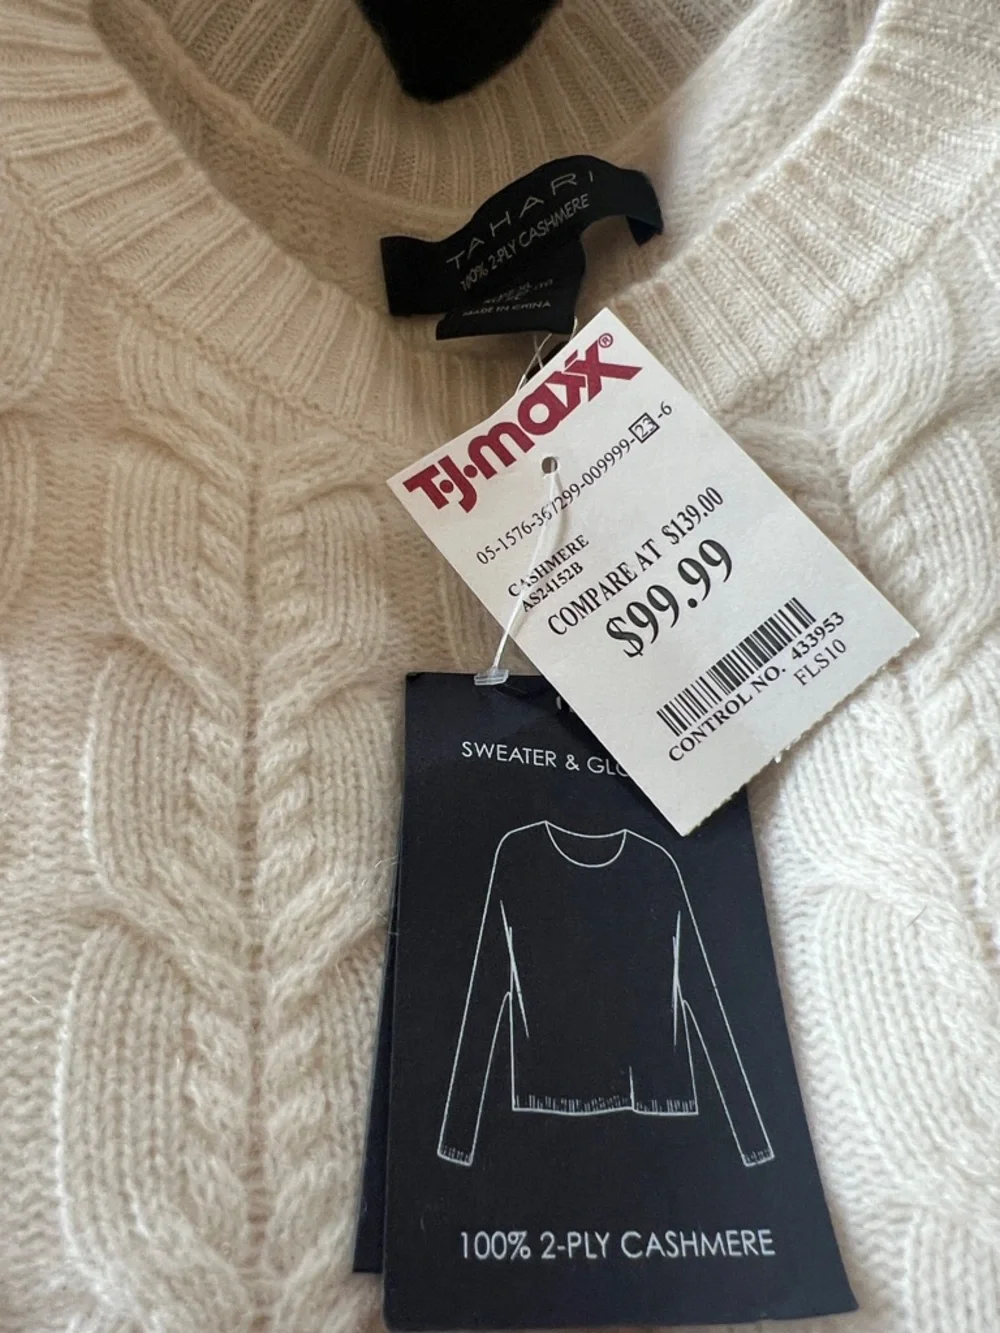 TAHARI
100% 2-PLY CASHMERE
MADE IN CHINA
T·J·maxx®
05-1576-367299-009999-23-6
CASHMERE
AS24152B
COMPARE AT $139.00
$99.99
CONTROL NO. 433953
FLS10
SWEATER &
100% 2-PLY CASHMERE